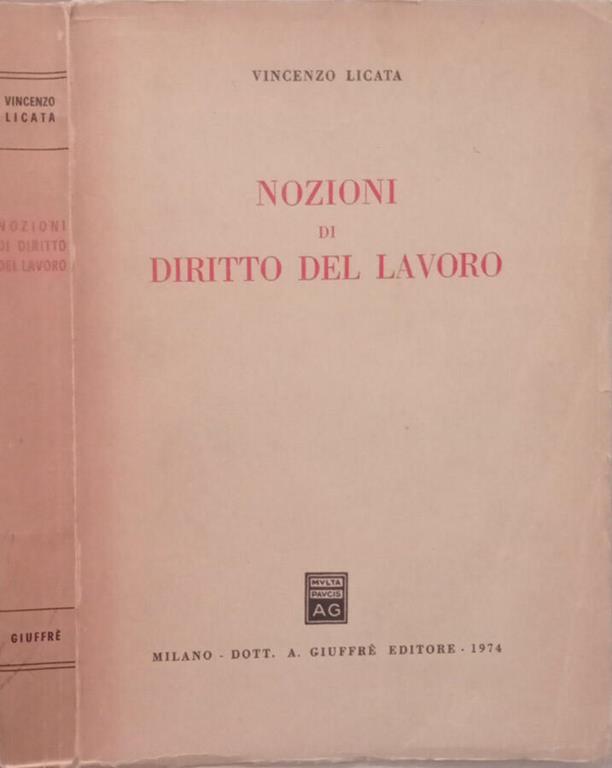 VINCENZO
LICATA
NOZIONI
DI DIRITTO
DEL LAVORO
GIUFFRÈ
VINCENZO LICATA
NOZIONI
DI
DIRITTO DEL LAVORO
MVLTA
PAVCIS
AG
MILANO - DOTT. A. GIUFFRÈ EDITORE - 1974